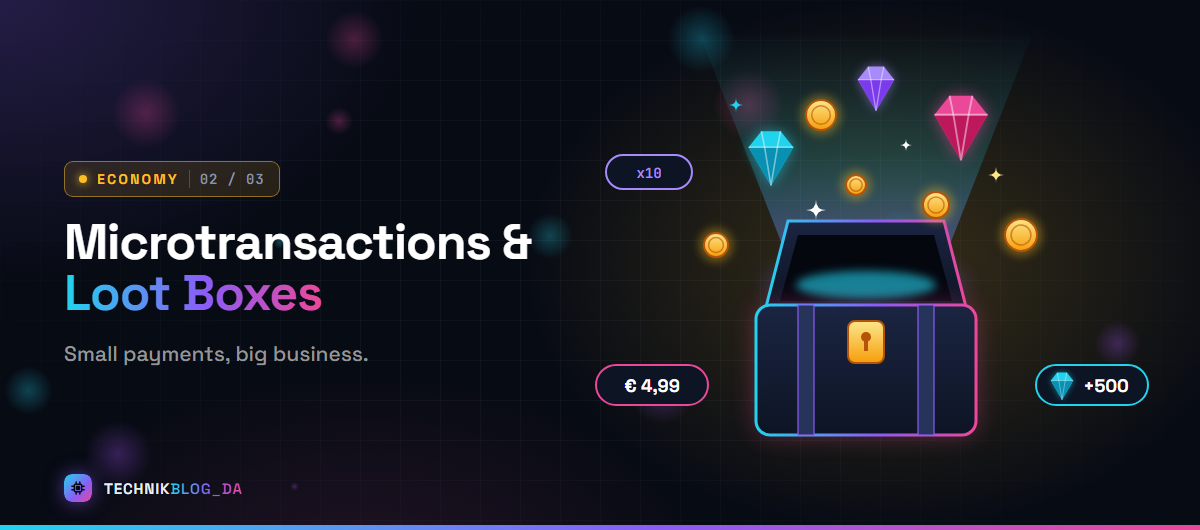 ECONOMY 02 / 03
Microtransactions &
Loot Boxes
Small payments, big business.
x10
€ 4,99
+500
TECHNIKBLOG_DA